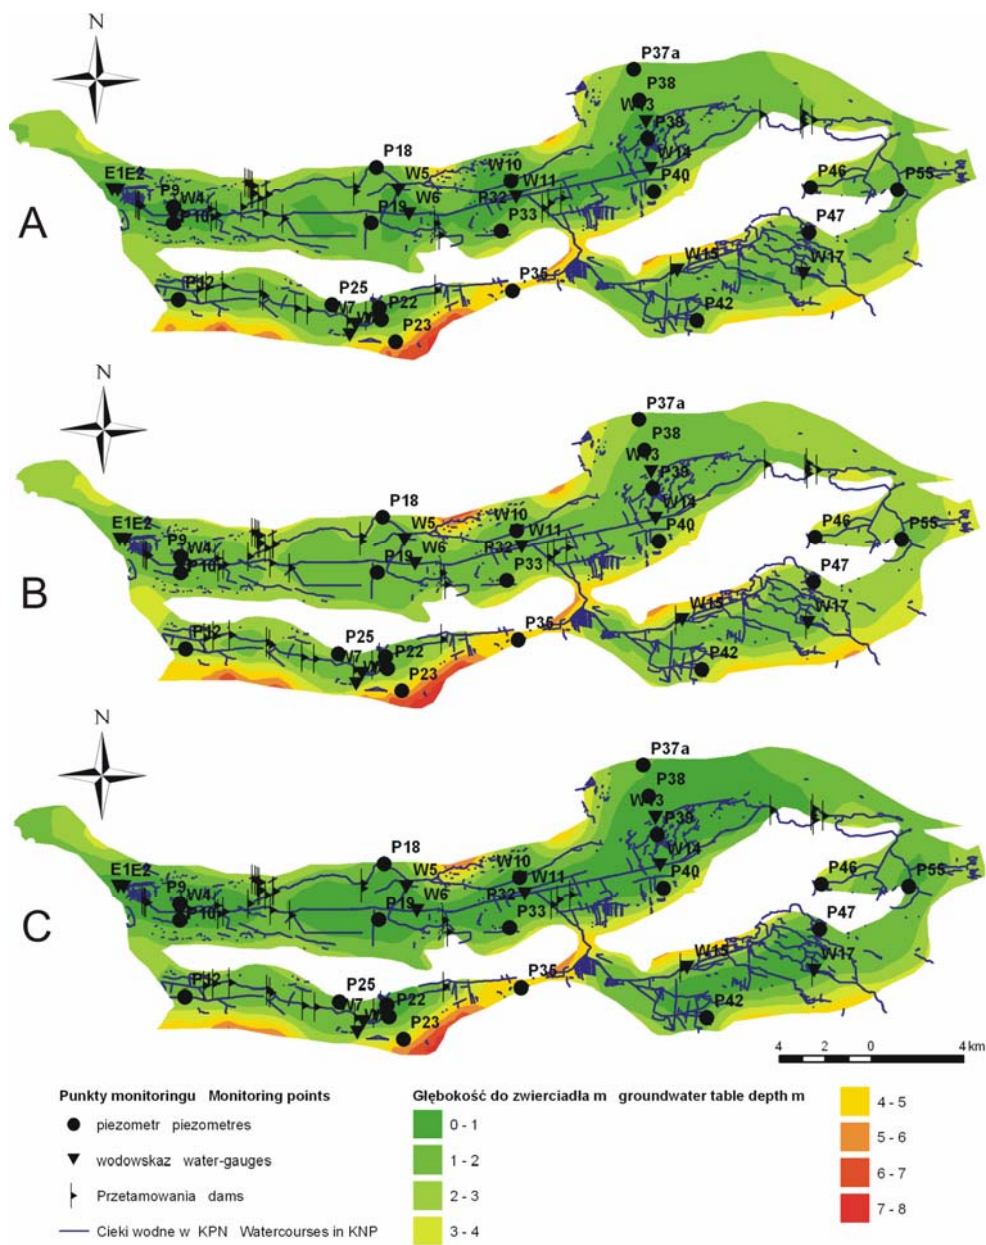 N
P37a
P38
W13
P39
P18
W10
W14
E1E2
W5
P9
W11
P40
P46
P55
W4
W6
P32
P10
P19
P33
P47
A
W15
W17
P12
P35
P25
P22
W7
P42
P23
N
P37a
P38
W13
P39
P18
W14
W10
E1E2
W5
W11
P40
P46
P55
P9
W4
P32
P10
P19
W6
P33
P47
B
W15
W17
P12
P35
P25
P22
W7
P42
P23
N
P37a
P38
W13
P39
P18
W14
W10
E1E2
W5
W11
P46
P55
P9
P40
W4
W6
P32
P10
P19
P33
P47
C
W15
W17
P12
P35
P25
P22
W7
P42
P23
4 2 0 4 km
Punkty monitoringu Monitoring points
piezometr piezometres
wodowskaz water-gauges
Przetamowania dams
Cieki wodne w KPN Watercourses in KNP
Głębokość do zwierciadła m groundwater table depth m
0 - 1
1 - 2
2 - 3
3 - 4
4 - 5
5 - 6
6 - 7
7 - 8